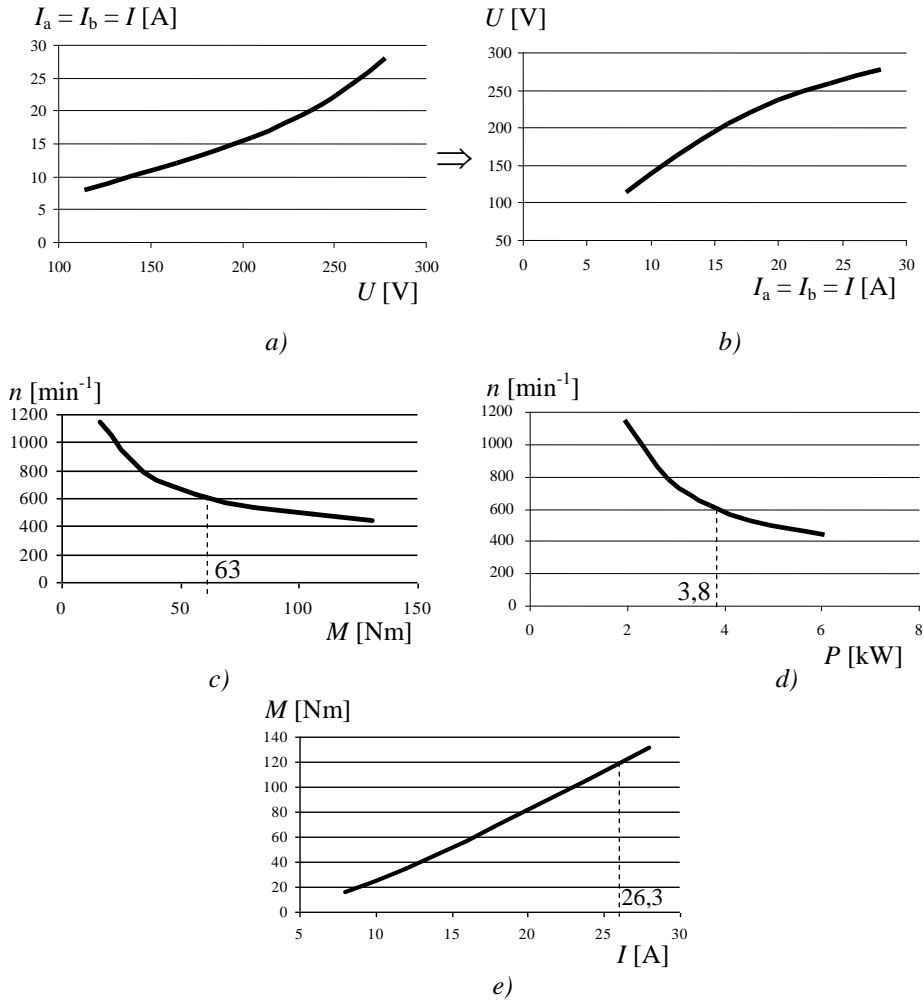 I_a = I_b = I [A]
30
25
20
15
10
5
0
100 150 200 250 300
U [V]
a)
⇒
U [V]
300
250
200
150
100
50
0 5 10 15 20 25 30
I_a = I_b = I [A]
b)
n [min⁻¹]
1200
1000
800
600
400
200
0
63
0 50 100 150
M [Nm]
c)
n [min⁻¹]
1200
1000
800
600
400
200
0
3,8
0 2 4 6 8
P [kW]
d)
M [Nm]
140
120
100
80
60
40
20
0
26,3
5 10 15 20 25 30
I [A]
e)